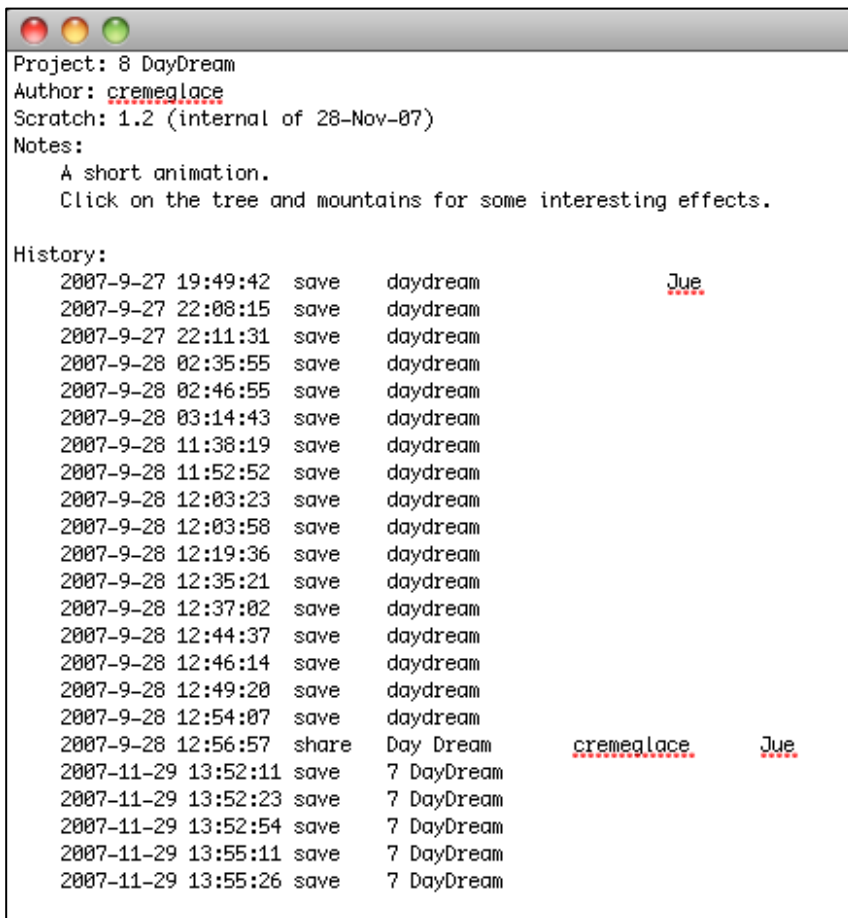 Project: 8 DayDream
Author: cremeglace
Scratch: 1.2 (internal of 28-Nov-07)
Notes:
A short animation.
Click on the tree and mountains for some interesting effects.
History:
2007-9-27 19:49:42 save daydream Jue
2007-9-27 22:08:15 save daydream
2007-9-27 22:11:31 save daydream
2007-9-28 02:35:55 save daydream
2007-9-28 02:46:55 save daydream
2007-9-28 03:14:43 save daydream
2007-9-28 11:38:19 save daydream
2007-9-28 11:52:52 save daydream
2007-9-28 12:03:23 save daydream
2007-9-28 12:03:58 save daydream
2007-9-28 12:19:36 save daydream
2007-9-28 12:35:21 save daydream
2007-9-28 12:37:02 save daydream
2007-9-28 12:44:37 save daydream
2007-9-28 12:46:14 save daydream
2007-9-28 12:49:20 save daydream
2007-9-28 12:54:07 save daydream
2007-9-28 12:56:57 share Day Dream cremeglace Jue
2007-11-29 13:52:11 save 7 DayDream
2007-11-29 13:52:23 save 7 DayDream
2007-11-29 13:52:54 save 7 DayDream
2007-11-29 13:55:11 save 7 DayDream
2007-11-29 13:55:26 save 7 DayDream